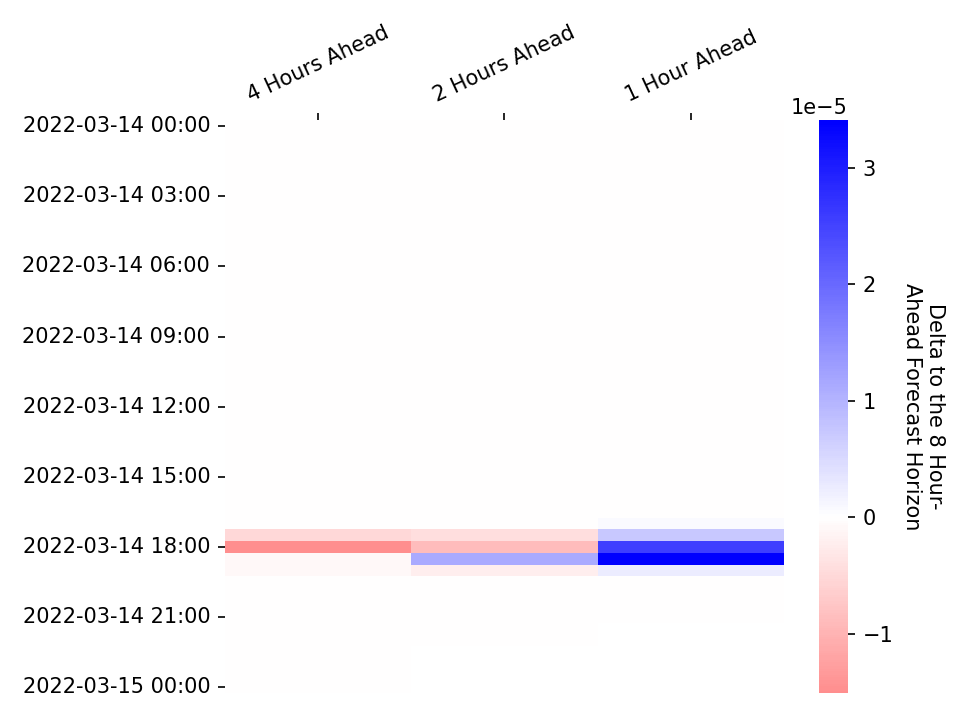 4 Hours Ahead
2 Hours Ahead
1 Hour Ahead
1e−5
2022-03-14 00:00
2022-03-14 03:00
2022-03-14 06:00
2022-03-14 09:00
2022-03-14 12:00
2022-03-14 15:00
2022-03-14 18:00
2022-03-14 21:00
2022-03-15 00:00
3
2
1
0
−1
Delta to the 8 Hour-
Ahead Forecast Horizon